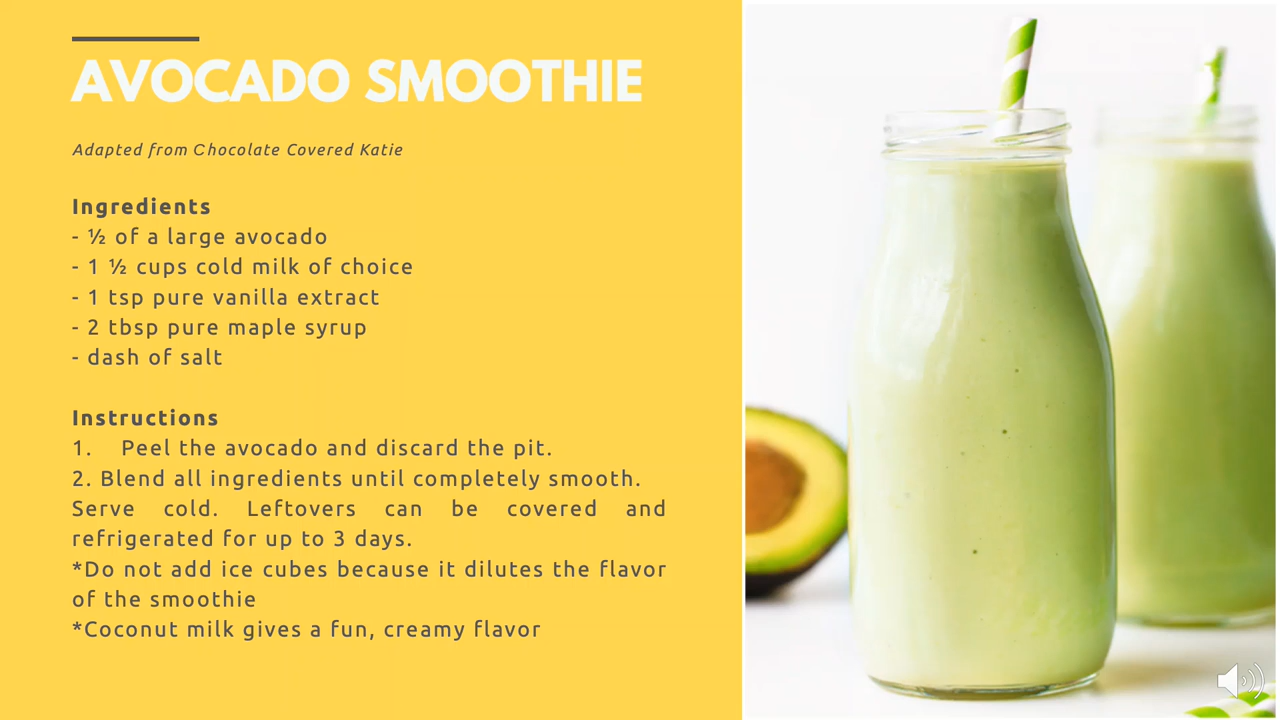 AVOCADO SMOOTHIE
Adapted from Chocolate Covered Katie
Ingredients
- ½ of a large avocado
- 1 ½ cups cold milk of choice
- 1 tsp pure vanilla extract
- 2 tbsp pure maple syrup
- dash of salt
Instructions
1. Peel the avocado and discard the pit.
2. Blend all ingredients until completely smooth.
Serve cold. Leftovers can be covered and
refrigerated for up to 3 days.
*Do not add ice cubes because it dilutes the flavor
of the smoothie
*Coconut milk gives a fun, creamy flavor